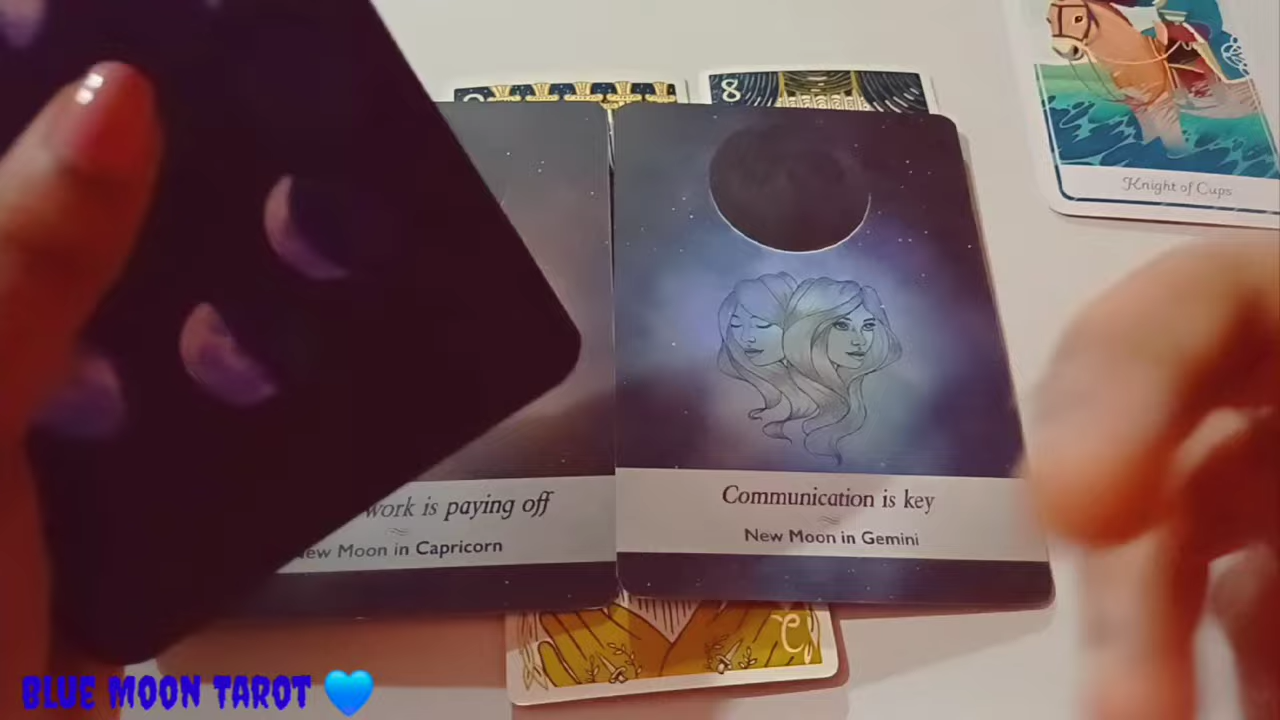 8
Knight of Cups
work is paying off
New Moon in Capricorn
Communication is key
New Moon in Gemini
BLUE MOON TAROT 💙